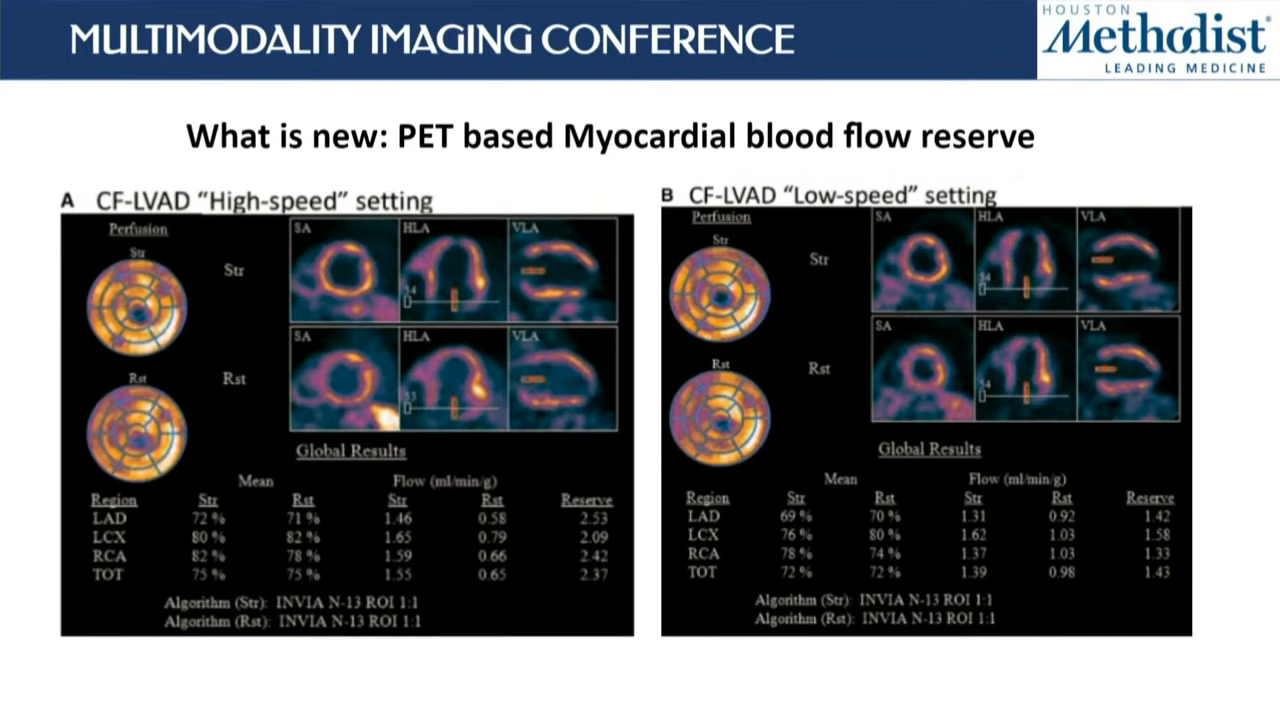 MULTIMODALITY IMAGING CONFERENCE
HOUSTON
Methodist®
LEADING MEDICINE
What is new: PET based Myocardial blood flow reserve
A CF-LVAD “High-speed” setting
Perfusion
Str
Str
SA HLA VLA
54
Rst
Rst
SA HLA VLA
53
Global Results
Mean Flow (ml/min/g)
Region Str Rst Str Rst Reserve
LAD 72 % 71 % 1.46 0.58 2.53
LCX 80 % 82 % 1.65 0.79 2.09
RCA 82 % 78 % 1.59 0.66 2.42
TOT 75 % 75 % 1.55 0.65 2.37
Algorithm (Str): INVIA N-13 ROI 1:1
Algorithm (Rst): INVIA N-13 ROI 1:1
B CF-LVAD “Low-speed” setting
Perfusion
Str
Str
SA HLA VLA
54
Rst
Rst
SA HLA VLA
54
Global Results
Mean Flow (ml/min/g)
Region Str Rst Str Rst Reserve
LAD 69 % 70 % 1.31 0.92 1.42
LCX 76 % 80 % 1.62 1.03 1.58
RCA 78 % 74 % 1.37 1.03 1.33
TOT 72 % 72 % 1.39 0.98 1.43
Algorithm (Str): INVIA N-13 ROI 1:1
Algorithm (Rst): INVIA N-13 ROI 1:1